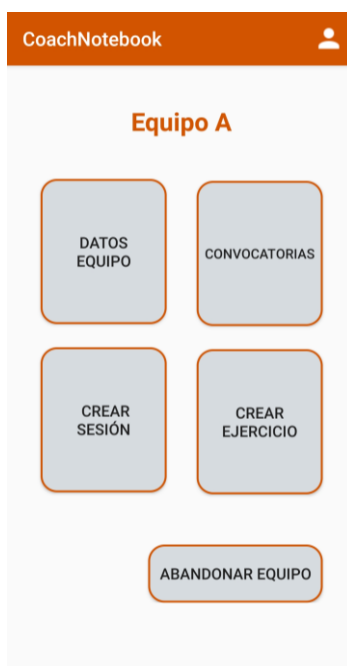 CoachNotebook
Equipo A
DATOS
EQUIPO
CONVOCATORIAS
CREAR
SESIÓN
CREAR
EJERCICIO
ABANDONAR EQUIPO